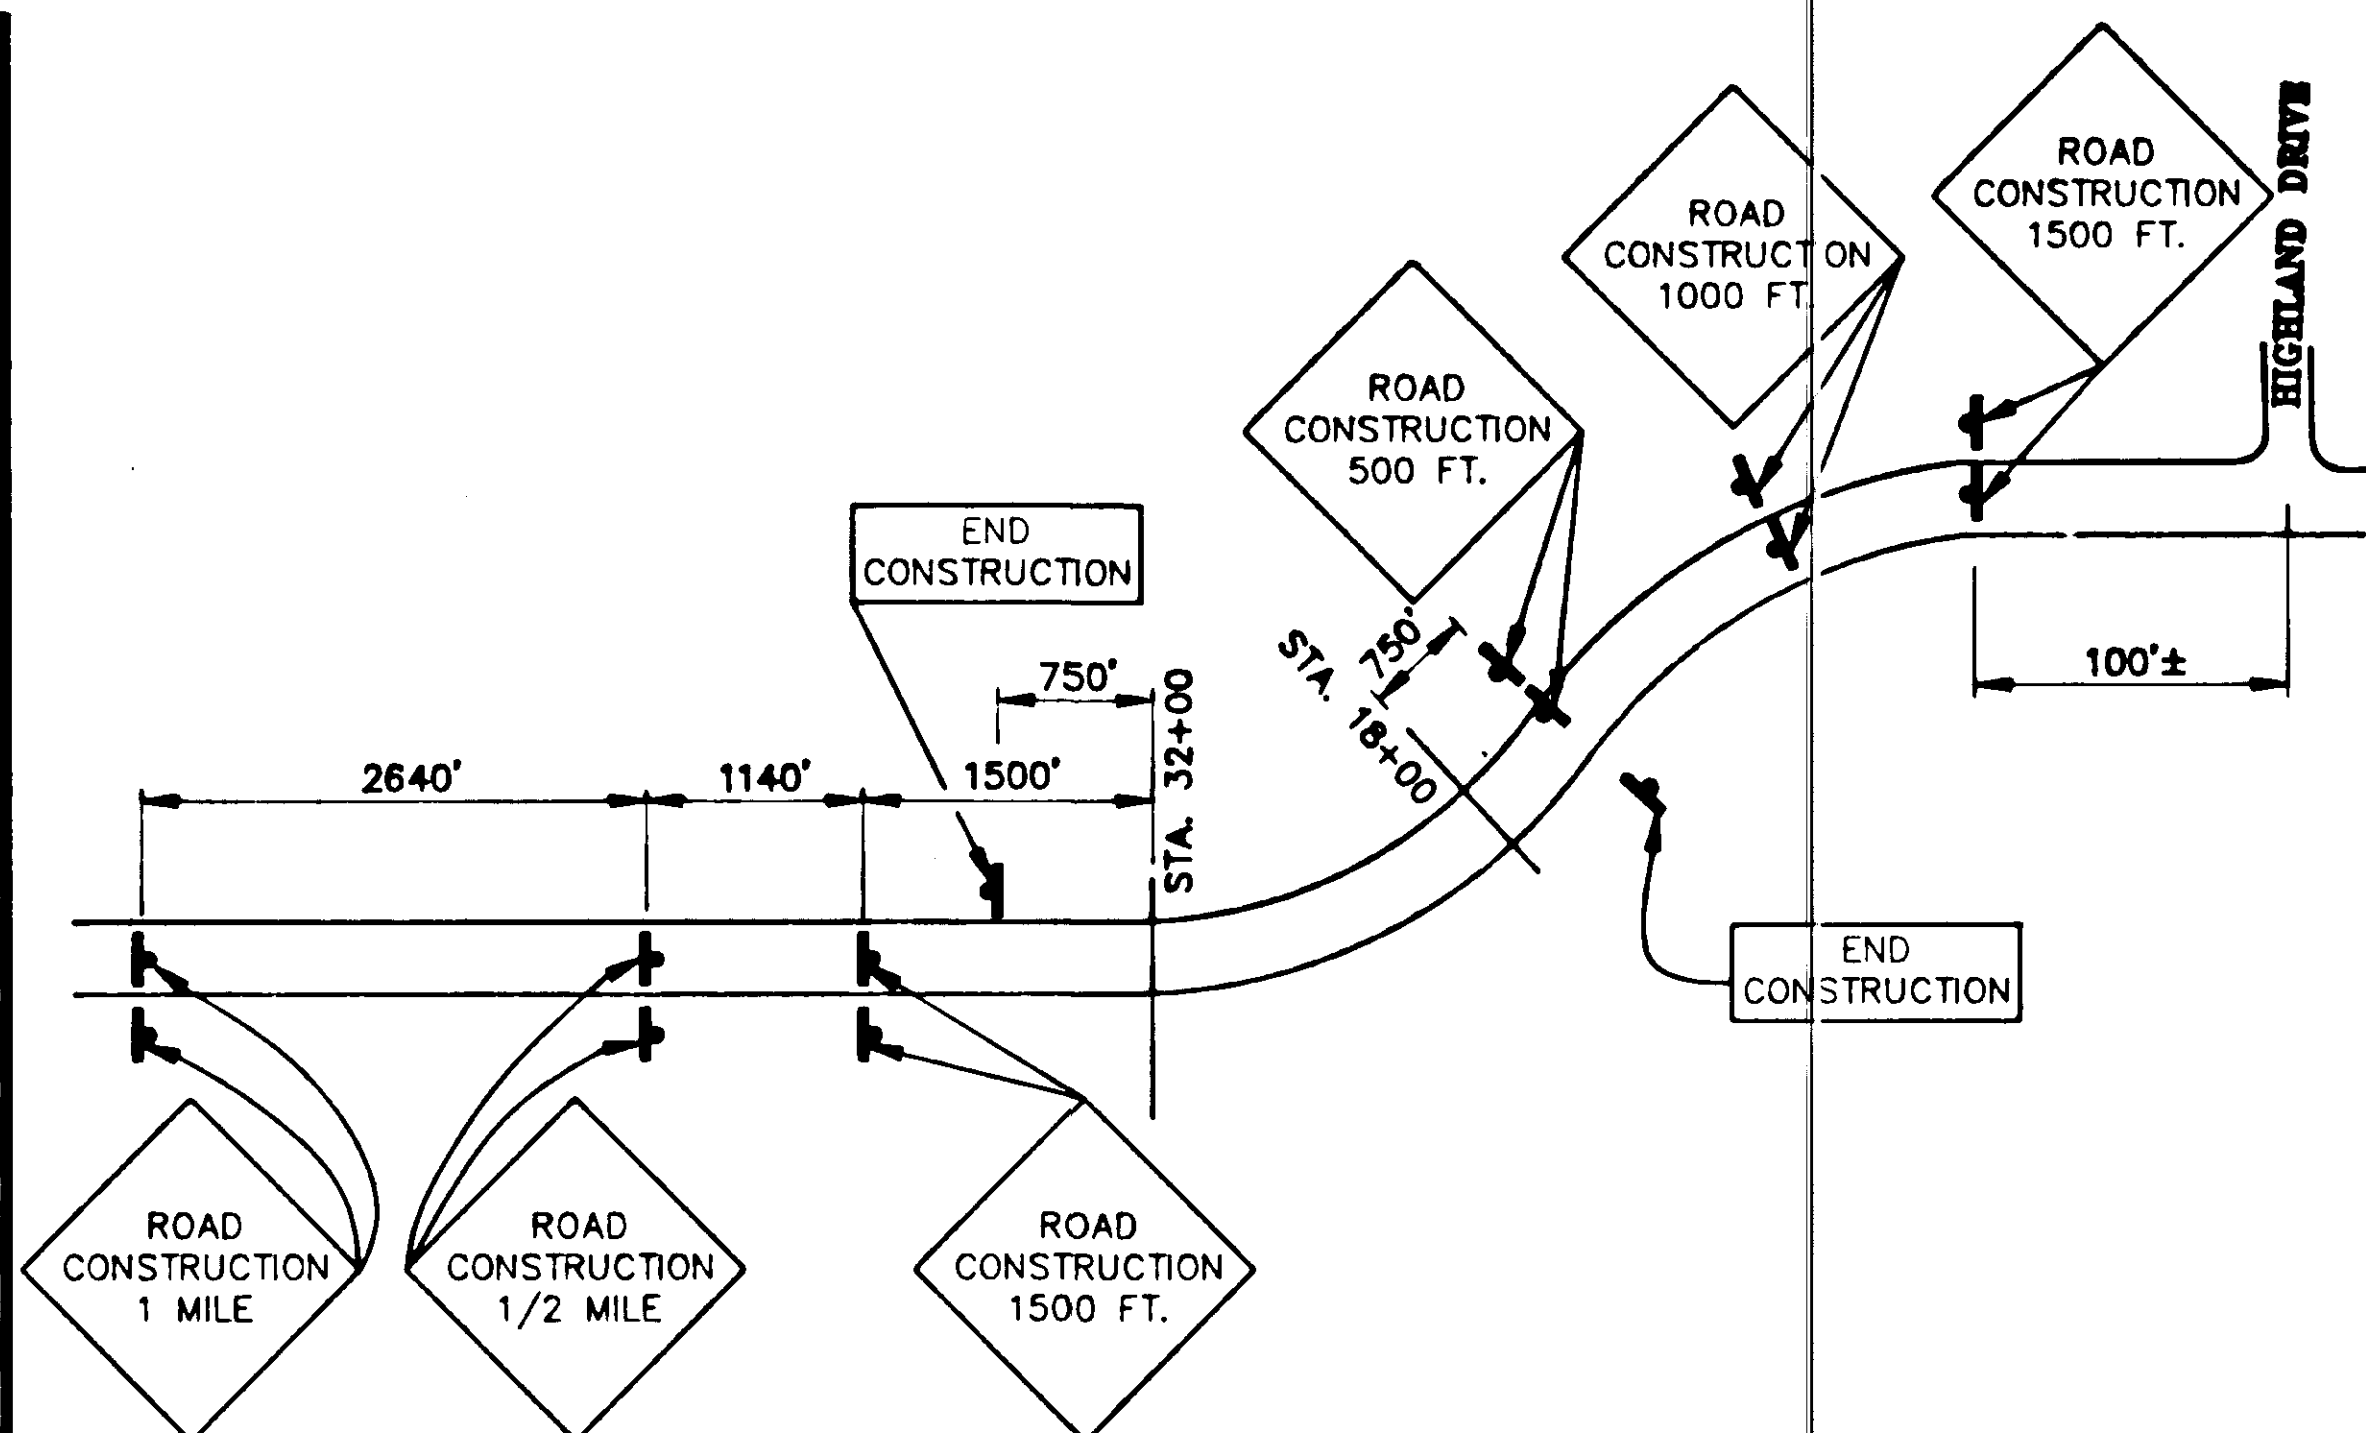 ROAD
CONSTRUCTION
1500 FT.
HIGHLAND DRIVE
ROAD
CONSTRUCTION
1000 FT.
ROAD
CONSTRUCTION
500 FT.
END
CONSTRUCTION
750'
STA. 18+00
750'
STA. 32+00
100'±
2640'
1140'
1500'
END
CONSTRUCTION
ROAD
CONSTRUCTION
1 MILE
ROAD
CONSTRUCTION
1/2 MILE
ROAD
CONSTRUCTION
1500 FT.